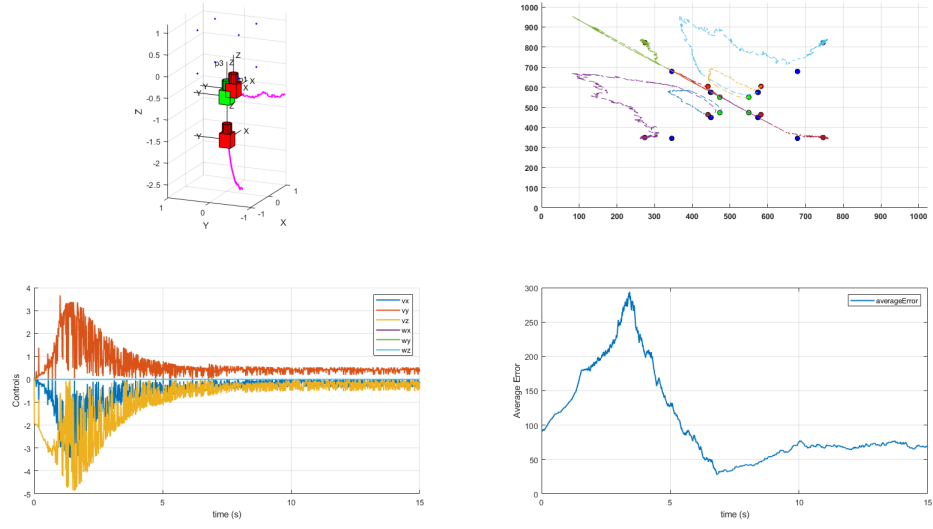 1
0.5
0
-0.5
-1
-1.5
-2
-2.5
Z
Z
Z
p3
p1
X
X
Y
Y
Z
X
Y
1
0
-1
Y
-1
0
1
X
1000
900
800
700
600
500
400
300
200
100
0
0 100 200 300 400 500 600 700 800 900 1000
4
3
2
1
0
-1
-2
-3
-4
-5
Controls
0 5 10 15
time (s)
vx
vy
vz
wx
wy
wz
300
250
200
150
100
50
0
Average Error
0 5 10 15
time (s)
averageError